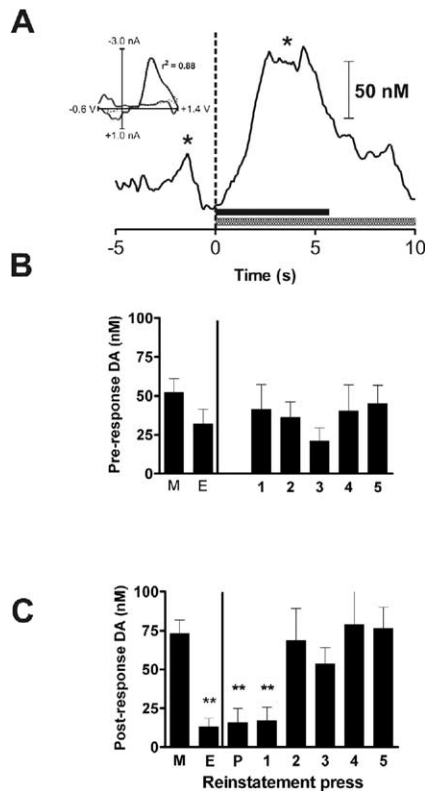 A
-3.0 nA
r² = 0.88
-0.6 V
+1.4 V
+1.0 nA
*
*
50 nM
-5
0
5
10
Time (s)
B
Pre-response DA (nM)
100
75
50
25
0
M
E
1
2
3
4
5
C
Post-response DA (nM)
100
75
50
25
0
**
**
**
M
E
P
1
2
3
4
5
Reinstatement press